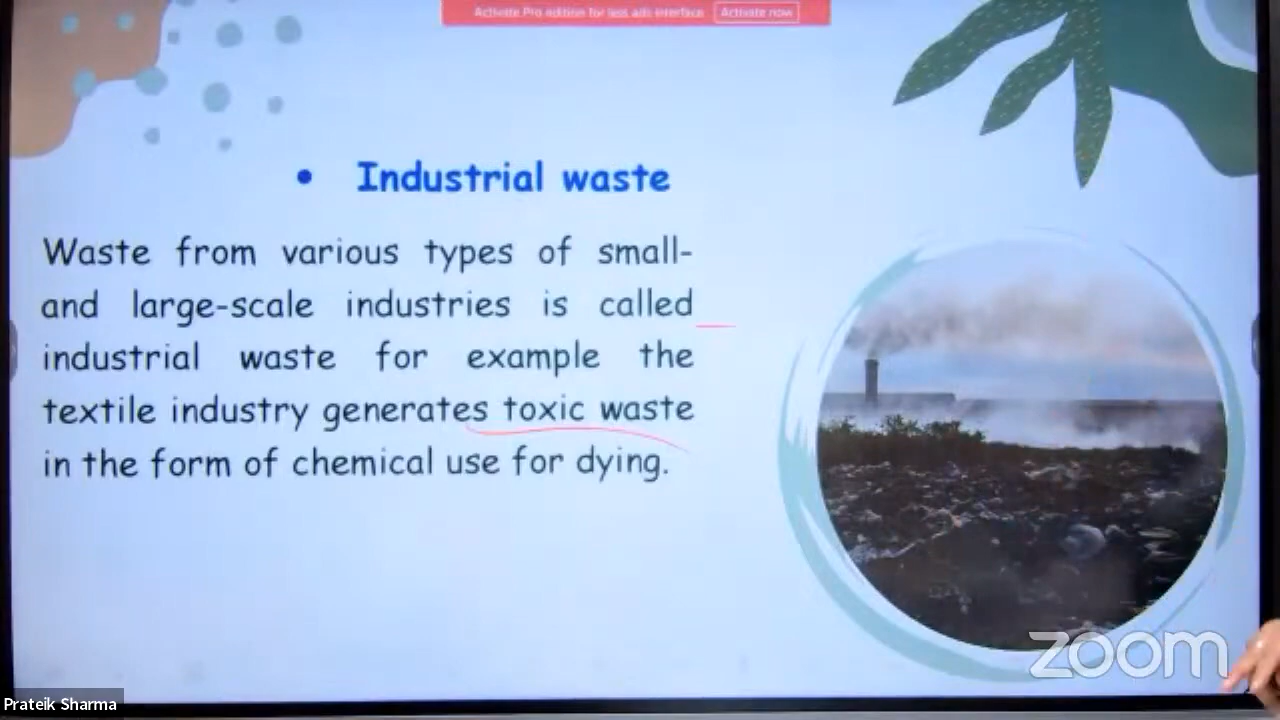 Activate Pro edition for less ads interface Activate now
• Industrial waste
Waste from various types of small-
and large-scale industries is called
industrial waste for example the
textile industry generates toxic waste
in the form of chemical use for dying.
zoom
Prateik Sharma